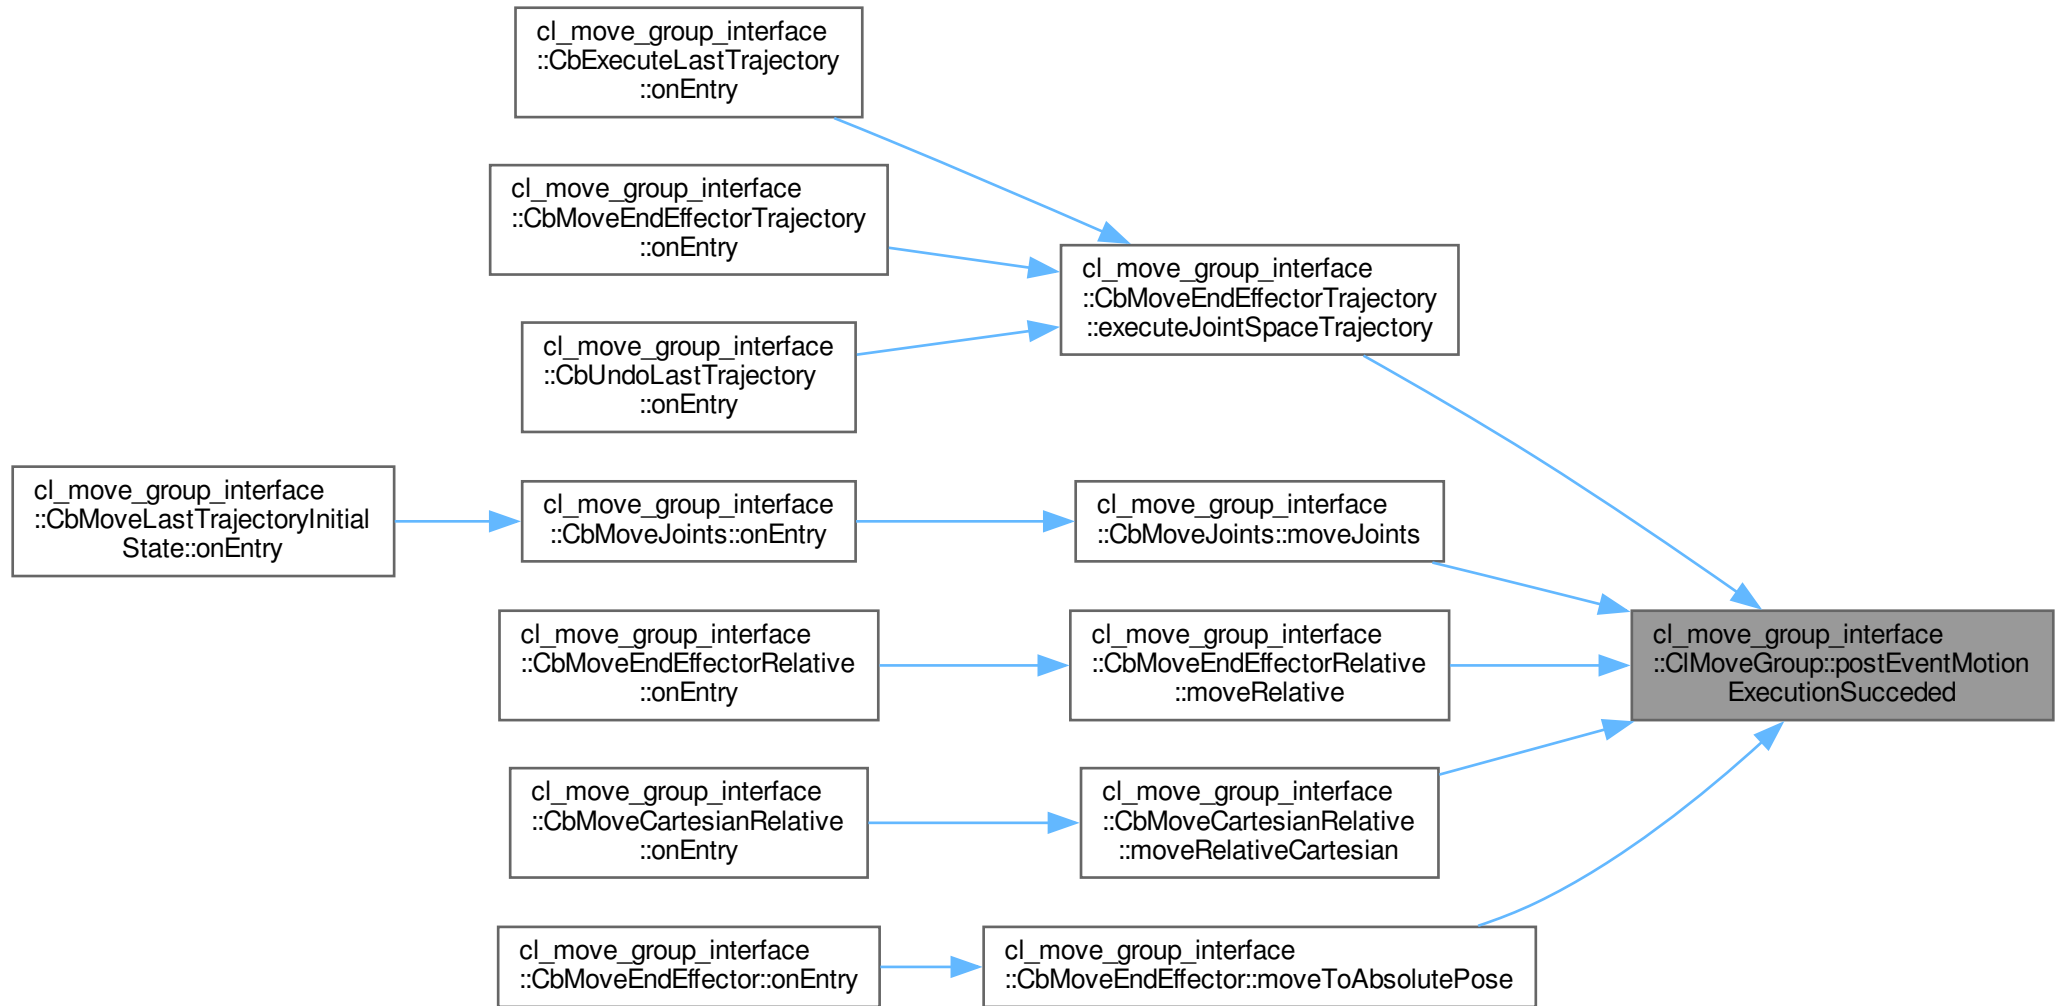 cl_move_group_interface
::CbExecuteLastTrajectory
::onEntry
cl_move_group_interface
::CbMoveEndEffectorTrajectory
::onEntry
cl_move_group_interface
::CbUndoLastTrajectory
::onEntry
cl_move_group_interface
::CbMoveEndEffectorTrajectory
::executeJointSpaceTrajectory
cl_move_group_interface
::CbMoveLastTrajectoryInitial
State::onEntry
cl_move_group_interface
::CbMoveJoints::onEntry
cl_move_group_interface
::CbMoveJoints::moveJoints
cl_move_group_interface
::CbMoveEndEffectorRelative
::onEntry
cl_move_group_interface
::CbMoveEndEffectorRelative
::moveRelative
cl_move_group_interface
::ClMoveGroup::postEventMotion
ExecutionSucceded
cl_move_group_interface
::CbMoveCartesianRelative
::onEntry
cl_move_group_interface
::CbMoveCartesianRelative
::moveRelativeCartesian
cl_move_group_interface
::CbMoveEndEffector::onEntry
cl_move_group_interface
::CbMoveEndEffector::moveToAbsolutePose